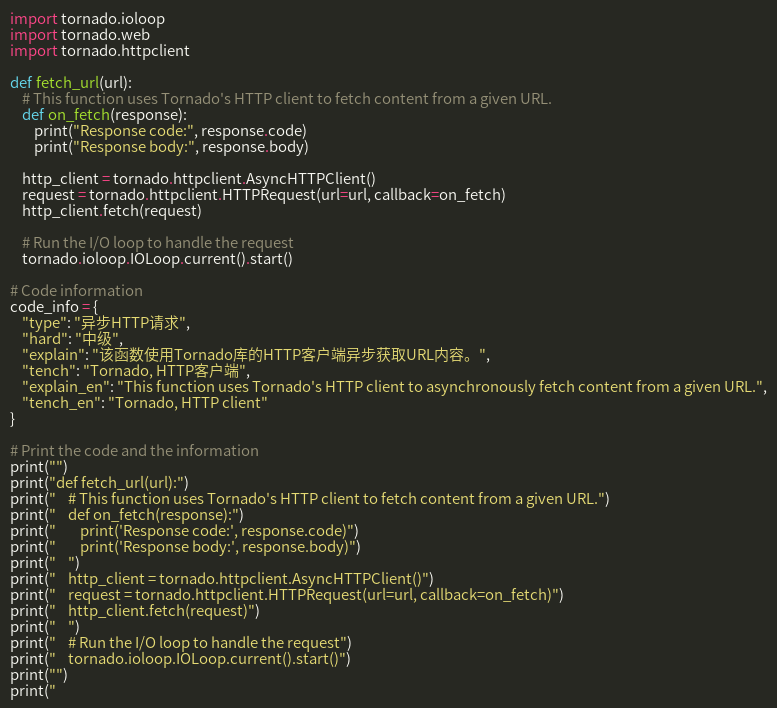 import tornado.ioloop
import tornado.web
import tornado.httpclient

def fetch_url(url):
    # This function uses Tornado's HTTP client to fetch content from a given URL.
    def on_fetch(response):
        print("Response code:", response.code)
        print("Response body:", response.body)

    http_client = tornado.httpclient.AsyncHTTPClient()
    request = tornado.httpclient.HTTPRequest(url=url, callback=on_fetch)
    http_client.fetch(request)

    # Run the I/O loop to handle the request
    tornado.ioloop.IOLoop.current().start()

# Code information
code_info = {
    "type": "异步HTTP请求",
    "hard": "中级",
    "explain": "该函数使用Tornado库的HTTP客户端异步获取URL内容。",
    "tench": "Tornado, HTTP客户端",
    "explain_en": "This function uses Tornado's HTTP client to asynchronously fetch content from a given URL.",
    "tench_en": "Tornado, HTTP client"
}

# Print the code and the information
print("")
print("def fetch_url(url):")
print("    # This function uses Tornado's HTTP client to fetch content from a given URL.")
print("    def on_fetch(response):")
print("        print('Response code:', response.code)")
print("        print('Response body:', response.body)")
print("    ")
print("    http_client = tornado.httpclient.AsyncHTTPClient()")
print("    request = tornado.httpclient.HTTPRequest(url=url, callback=on_fetch)")
print("    http_client.fetch(request)")
print("    ")
print("    # Run the I/O loop to handle the request")
print("    tornado.ioloop.IOLoop.current().start()")
print("")
print("